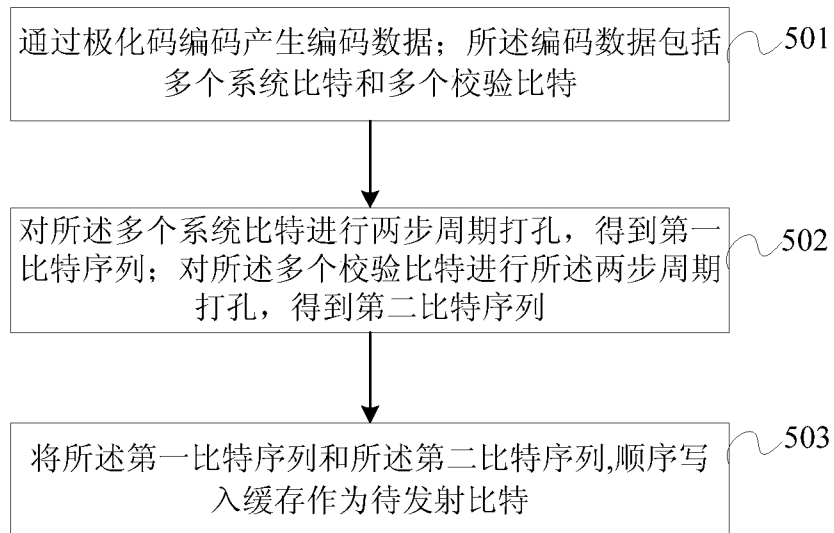 通过极化码编码产生编码数据；所述编码数据包括
多个系统比特和多个校验比特
501
对所述多个系统比特进行两步周期打孔，得到第一
比特序列；对所述多个校验比特进行所述两步周期
打孔，得到第二比特序列
502
将所述第一比特序列和所述第二比特序列,顺序写
入缓存作为待发射比特
503